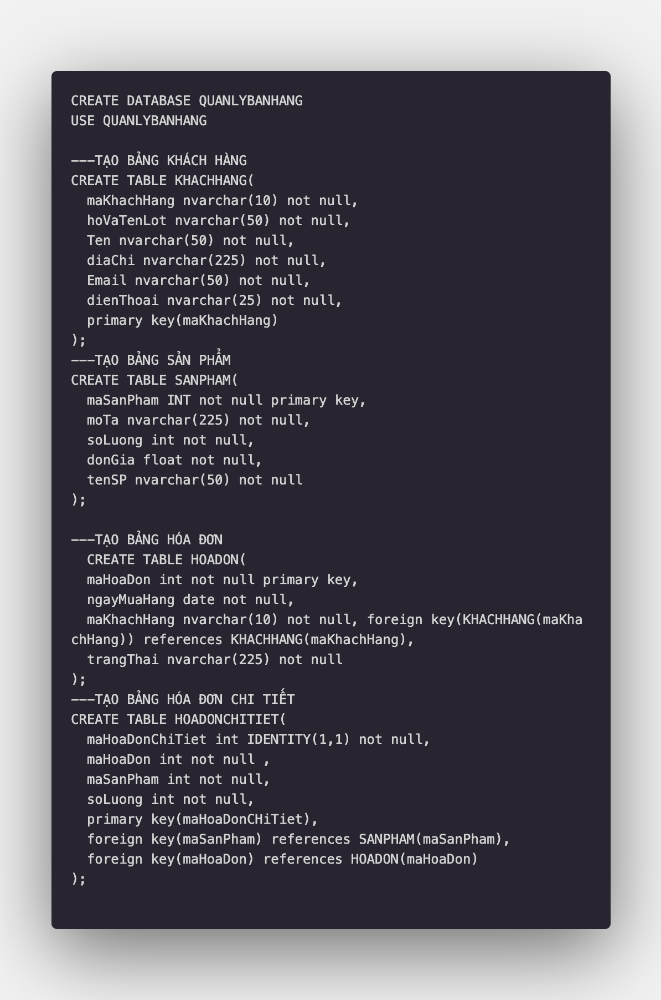 CREATE DATABASE QUANLYBANHANG
USE QUANLYBANHANG

---TẠO BẢNG KHÁCH HÀNG
CREATE TABLE KHACHHANG(
  maKhachHang nvarchar(10) not null,
  hoVaTenLot nvarchar(50) not null,
  Ten nvarchar(50) not null,
  diaChi nvarchar(225) not null,
  Email nvarchar(50) not null,
  dienThoai nvarchar(25) not null,
  primary key(maKhachHang)
);
---TẠO BẢNG SẢN PHẨM
CREATE TABLE SANPHAM(
  maSanPham INT not null primary key,
  moTa nvarchar(225) not null,
  soLuong int not null,
  donGia float not null,
  tenSP nvarchar(50) not null
);

---TẠO BẢNG HÓA ĐƠN
  CREATE TABLE HOADON(
  maHoaDon int not null primary key,
  ngayMuaHang date not null,
  maKhachHang nvarchar(10) not null, foreign key(KHACHHANG(maKha
chHang)) references KHACHHANG(maKhachHang),
  trangThai nvarchar(225) not null
);
---TẠO BẢNG HÓA ĐƠN CHI TIẾT
CREATE TABLE HOADONCHITIET(
  maHoaDonChiTiet int IDENTITY(1,1) not null,
  maHoaDon int not null ,
  maSanPham int not null,
  soLuong int not null,
  primary key(maHoaDonCHiTiet),
  foreign key(maSanPham) references SANPHAM(maSanPham),
  foreign key(maHoaDon) references HOADON(maHoaDon)
);